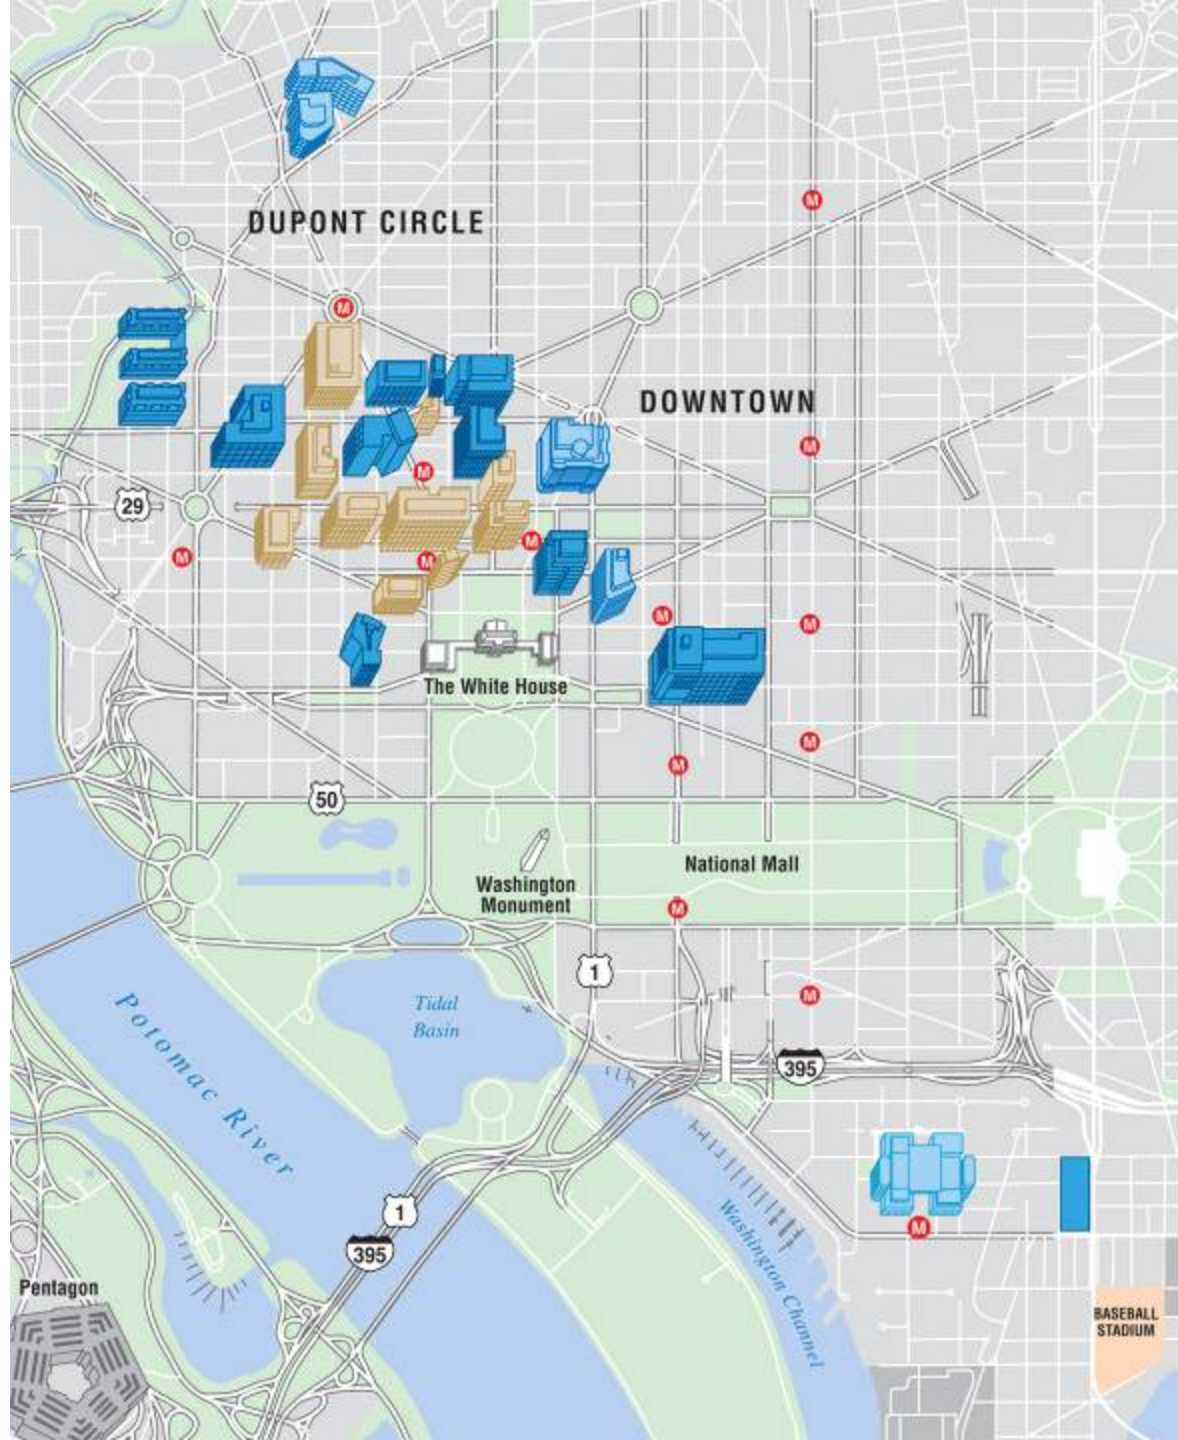 M
DUPONT CIRCLE
M
DOWNTOWN
M
M
29
M
M
M
M
M
M
The White House
M
M
50
National Mall
Washington
Monument
M
1
Tidal
Basin
M
Potomac River
395
M
1
395
Washington Channel
Pentagon
BASEBALL
STADIUM